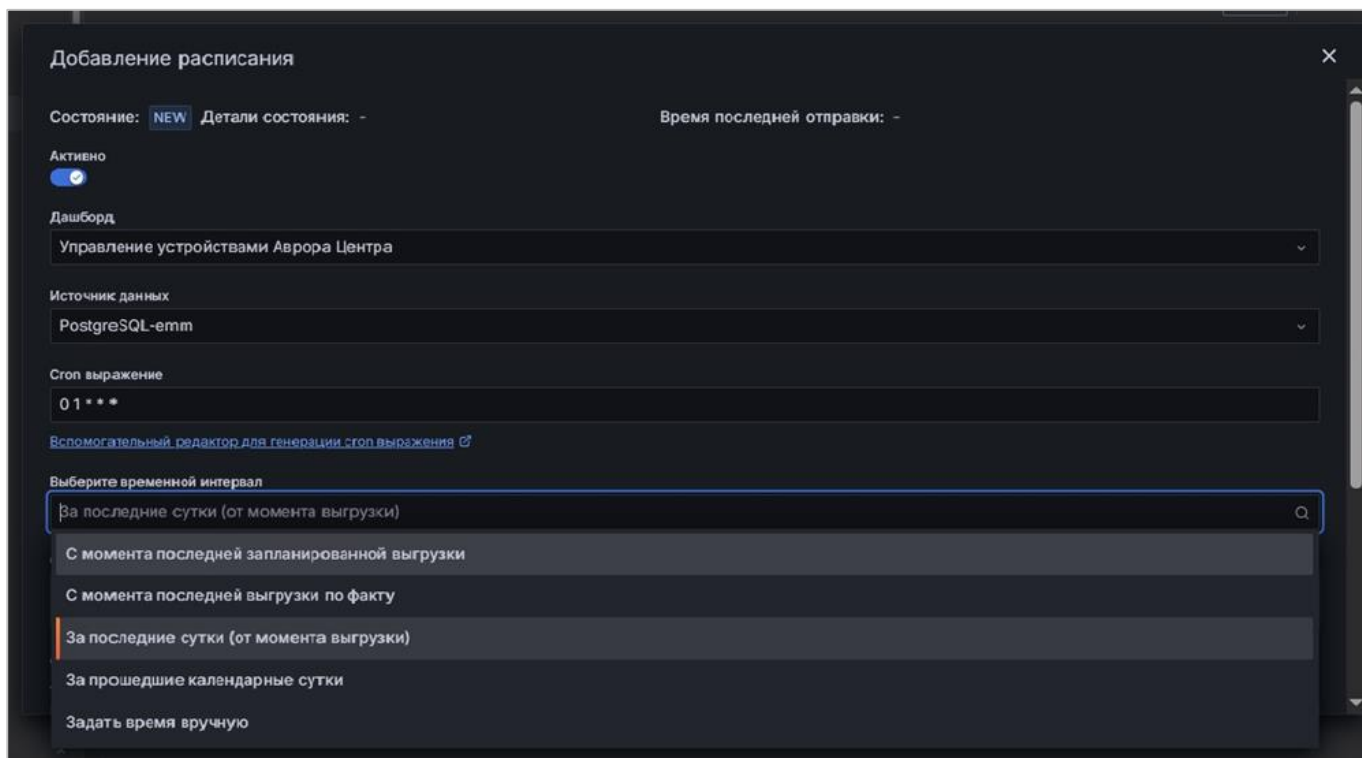 Добавление расписания
Состояние: NEW Детали состояния: - Время последней отправки: -
Активно
Дашборд
Управление устройствами Аврора Центра
Источник данных
PostgreSQL-emm
Cron выражение
0 1 * * *
Вспомогательный редактор для генерации cron выражения
Выберите временной интервал
За последние сутки (от момента выгрузки)
С момента последней запланированной выгрузки
С момента последней выгрузки по факту
За последние сутки (от момента выгрузки)
За прошедшие календарные сутки
Задать время вручную